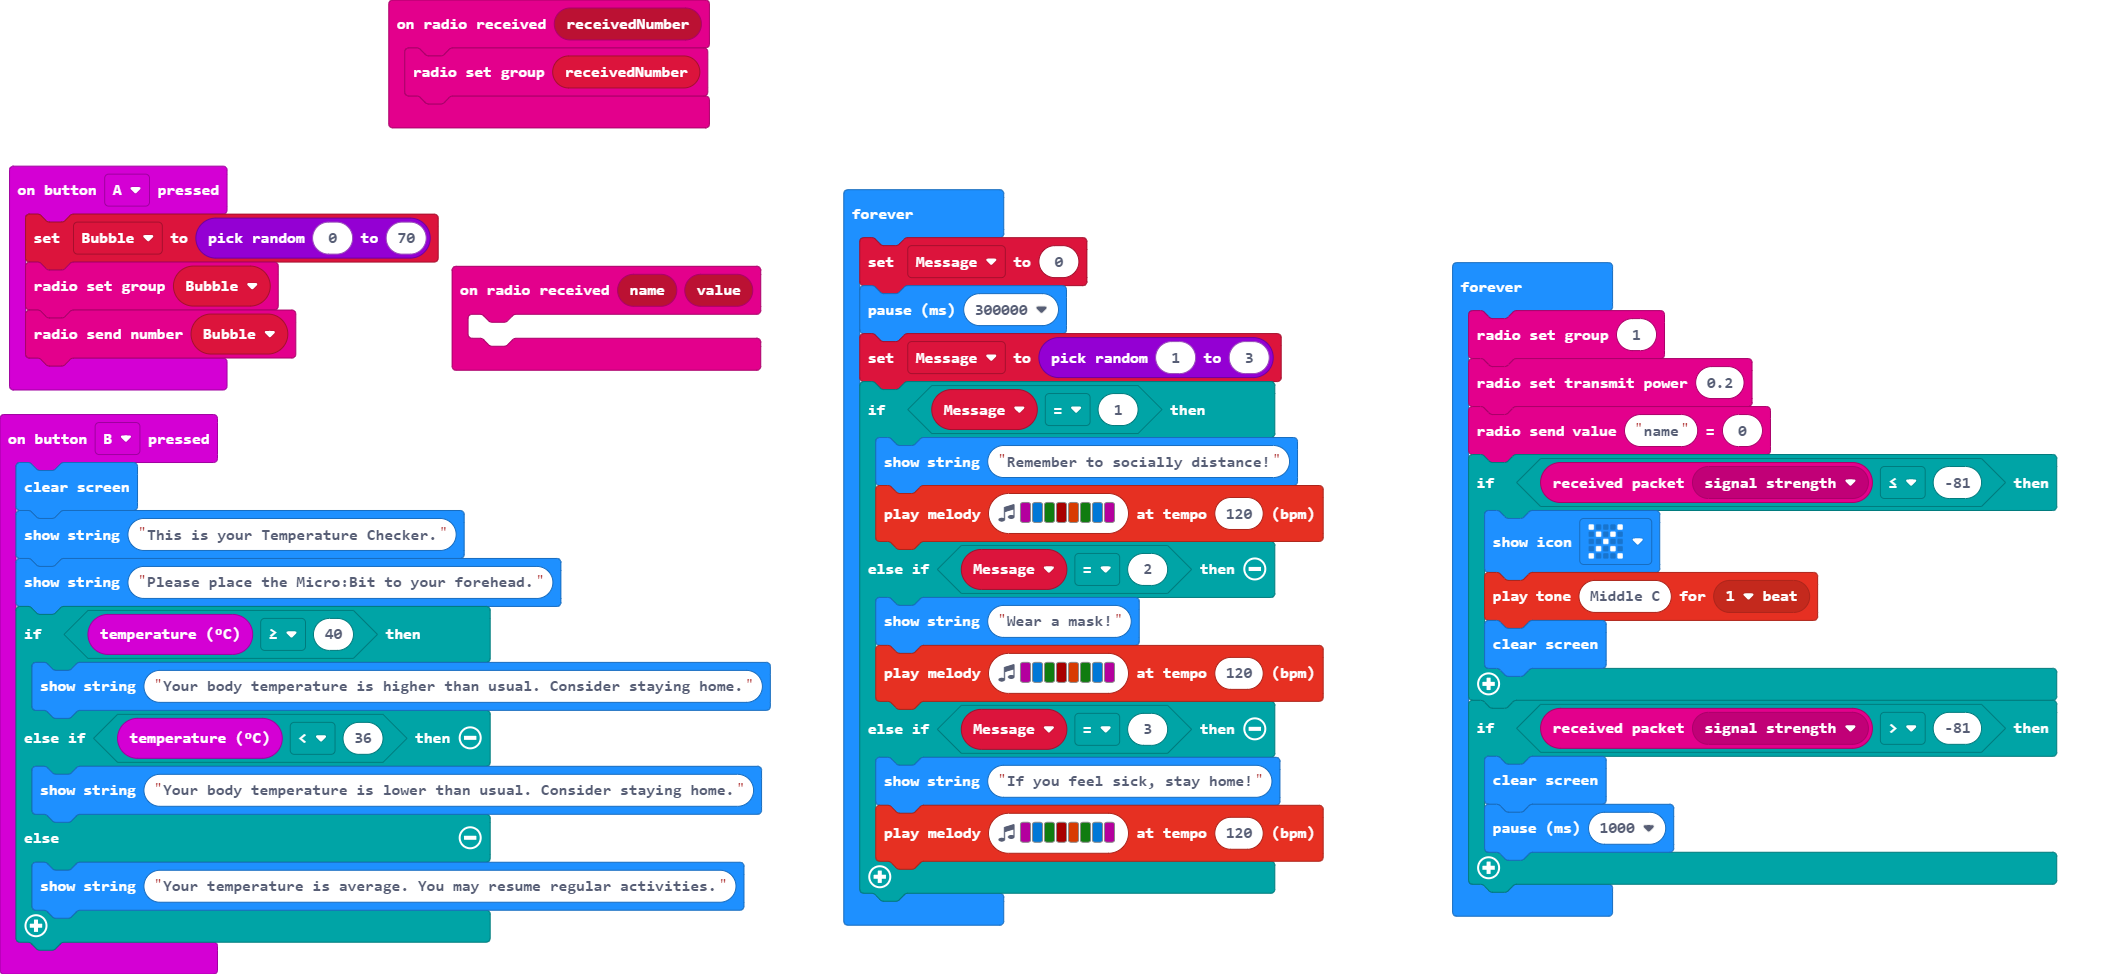 on radio received receivedNumber
radio set group receivedNumber
on button A pressed
set Bubble to pick random 0 to 70
radio set group Bubble
radio send number Bubble
on radio received name value
on button B pressed
clear screen
show string "This is your Temperature Checker."
show string "Please place the Micro:Bit to your forehead."
if temperature (ºC) ≥ 40 then
show string "Your body temperature is higher than usual. Consider staying home."
else if temperature (ºC) < 36 then
show string "Your body temperature is lower than usual. Consider staying home."
else
show string "Your temperature is average. You may resume regular activities."
forever
set Message to 0
pause (ms) 300000
set Message to pick random 1 to 3
if Message = 1 then
show string "Remember to socially distance!"
play melody at tempo 120 (bpm)
else if Message = 2 then
show string "Wear a mask!"
play melody at tempo 120 (bpm)
else if Message = 3 then
show string "If you feel sick, stay home!"
play melody at tempo 120 (bpm)
forever
radio set group 1
radio set transmit power 0.2
radio send value "name" = 0
if received packet signal strength ≤ -81 then
show icon
play tone Middle C for 1 beat
clear screen
if received packet signal strength > -81 then
clear screen
pause (ms) 1000